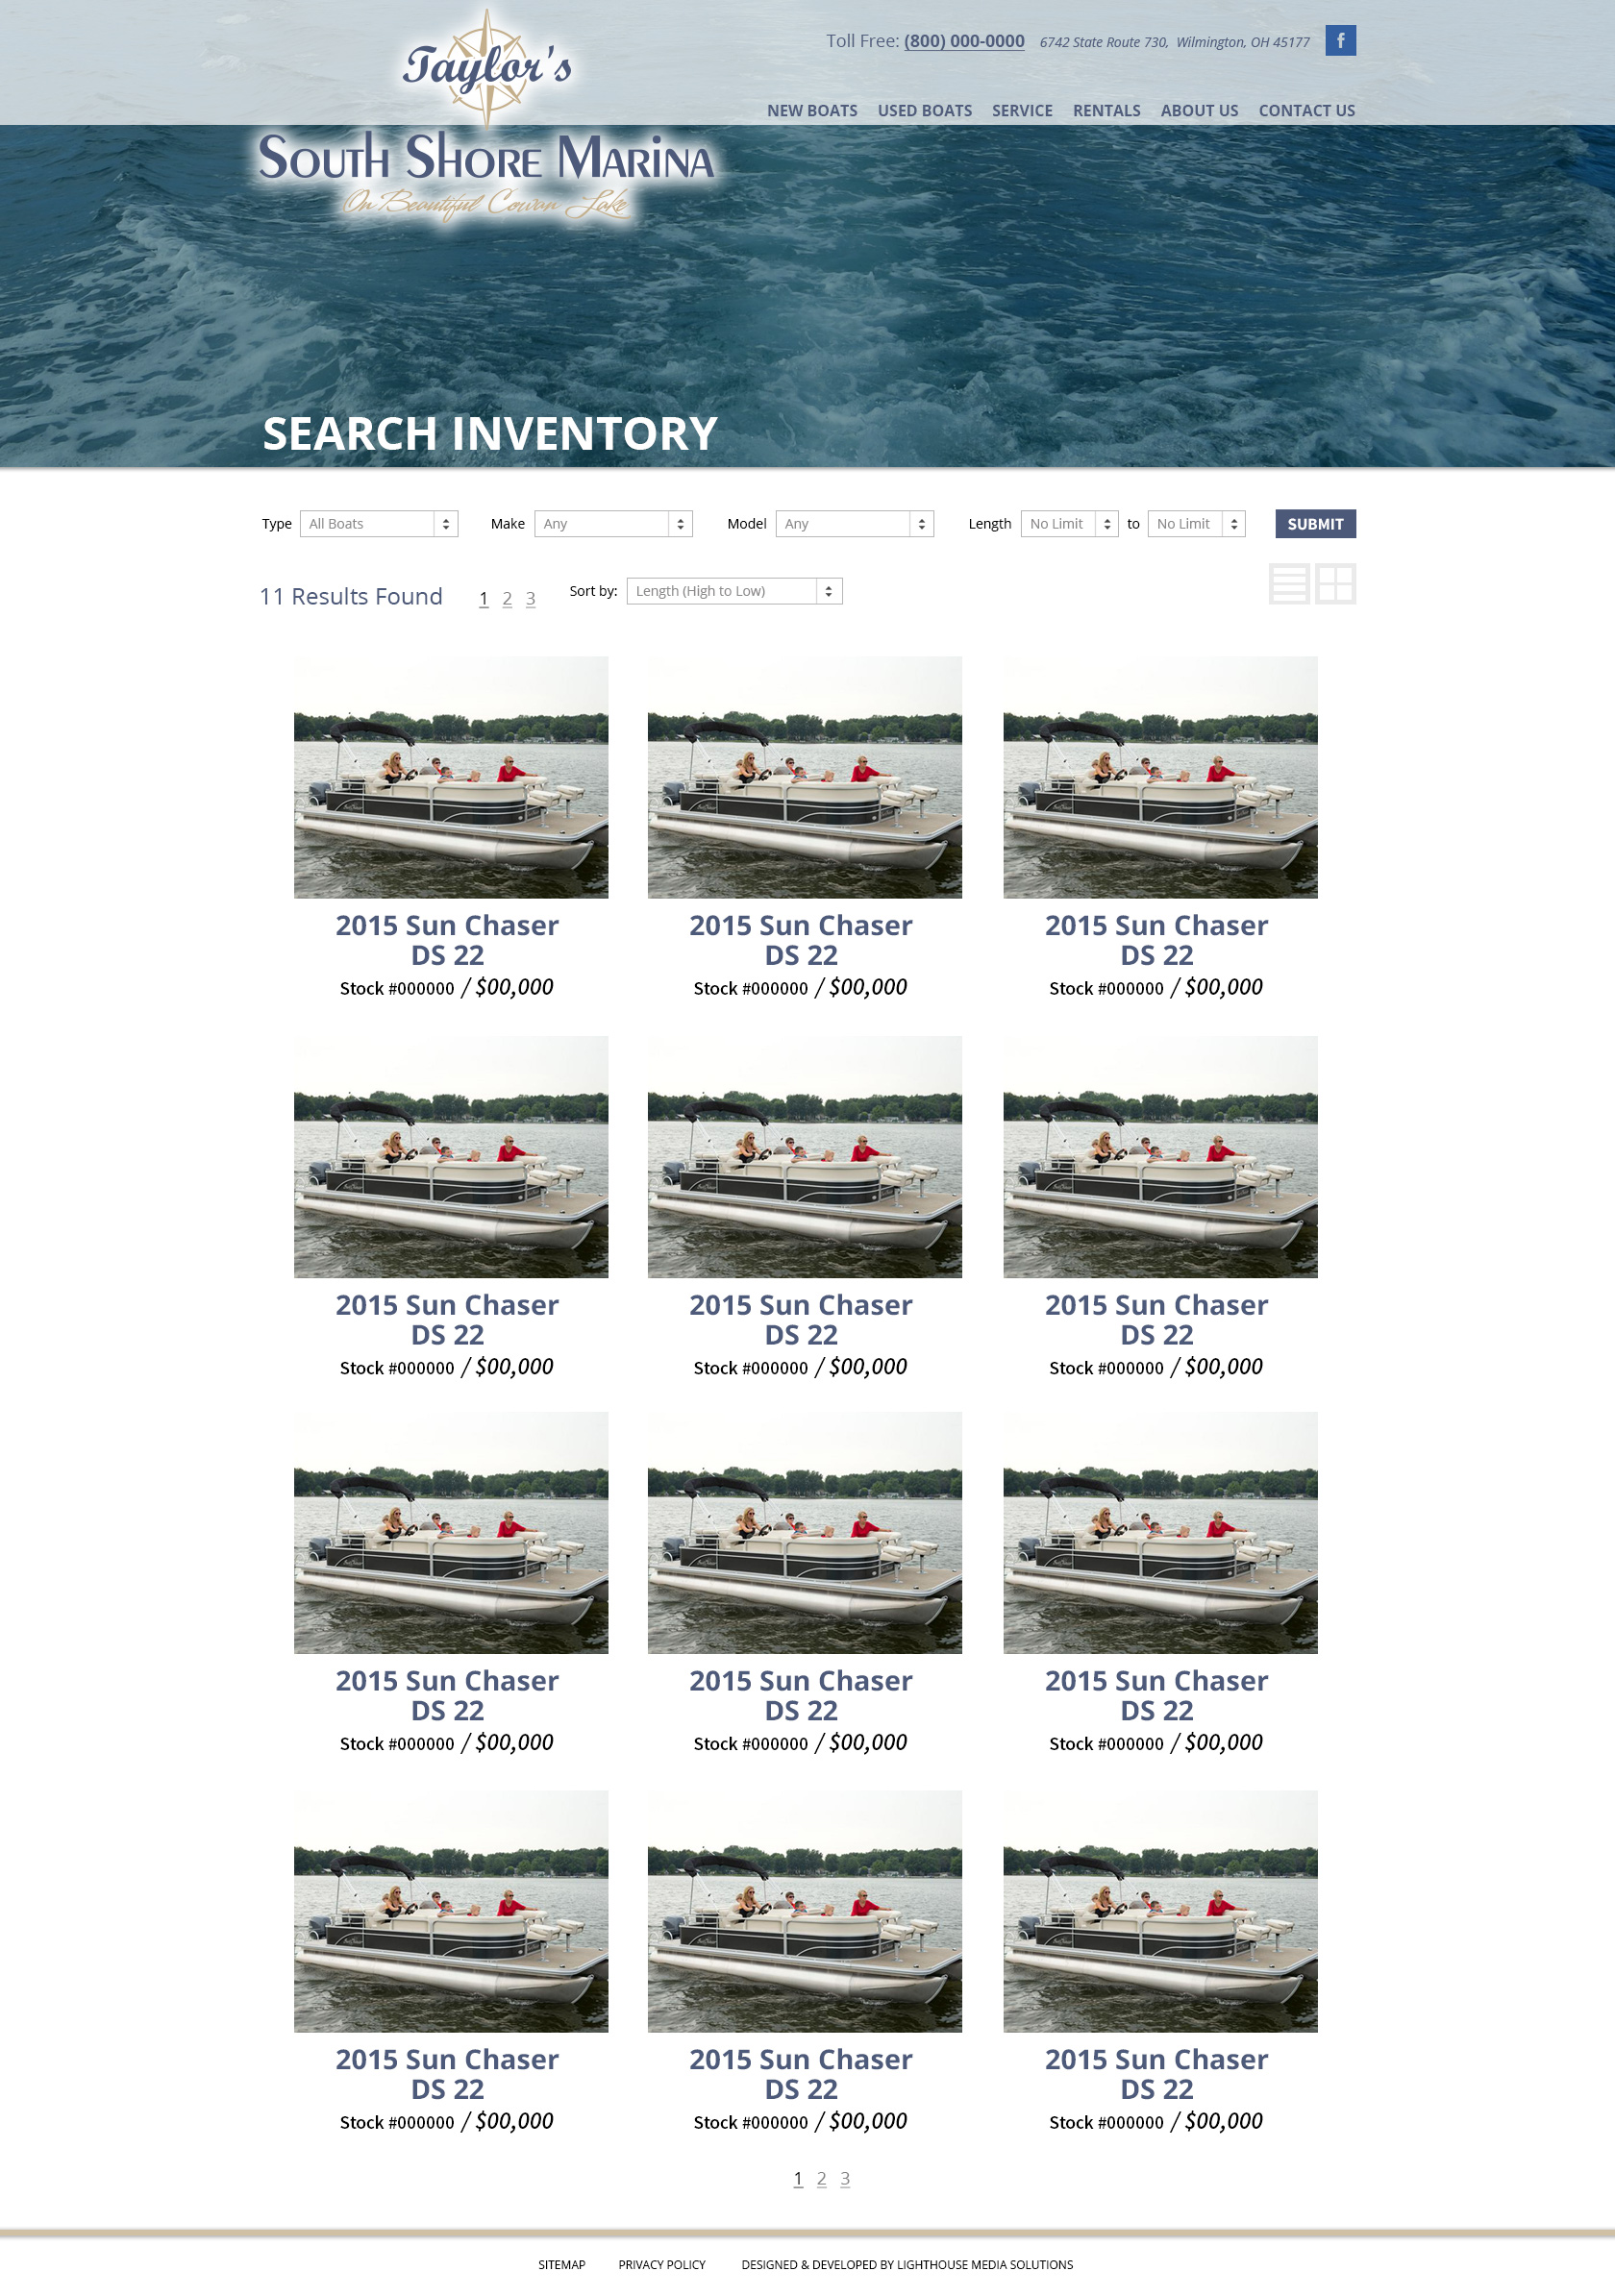 Taylor's
South Shore Marina
On Beautiful Cowan Lake
Toll Free: (800) 000-0000 6742 State Route 730, Wilmington, OH 45177 f
NEW BOATS USED BOATS SERVICE RENTALS ABOUT US CONTACT US
SEARCH INVENTORY
Type All Boats Make Any Model Any Length No Limit to No Limit SUBMIT
11 Results Found 1 2 3 Sort by: Length (High to Low)
2015 Sun Chaser
DS 22
Stock #000000 / $00,000
2015 Sun Chaser
DS 22
Stock #000000 / $00,000
2015 Sun Chaser
DS 22
Stock #000000 / $00,000
2015 Sun Chaser
DS 22
Stock #000000 / $00,000
2015 Sun Chaser
DS 22
Stock #000000 / $00,000
2015 Sun Chaser
DS 22
Stock #000000 / $00,000
2015 Sun Chaser
DS 22
Stock #000000 / $00,000
2015 Sun Chaser
DS 22
Stock #000000 / $00,000
2015 Sun Chaser
DS 22
Stock #000000 / $00,000
2015 Sun Chaser
DS 22
Stock #000000 / $00,000
2015 Sun Chaser
DS 22
Stock #000000 / $00,000
2015 Sun Chaser
DS 22
Stock #000000 / $00,000
1 2 3
SITEMAP PRIVACY POLICY DESIGNED & DEVELOPED BY LIGHTHOUSE MEDIA SOLUTIONS